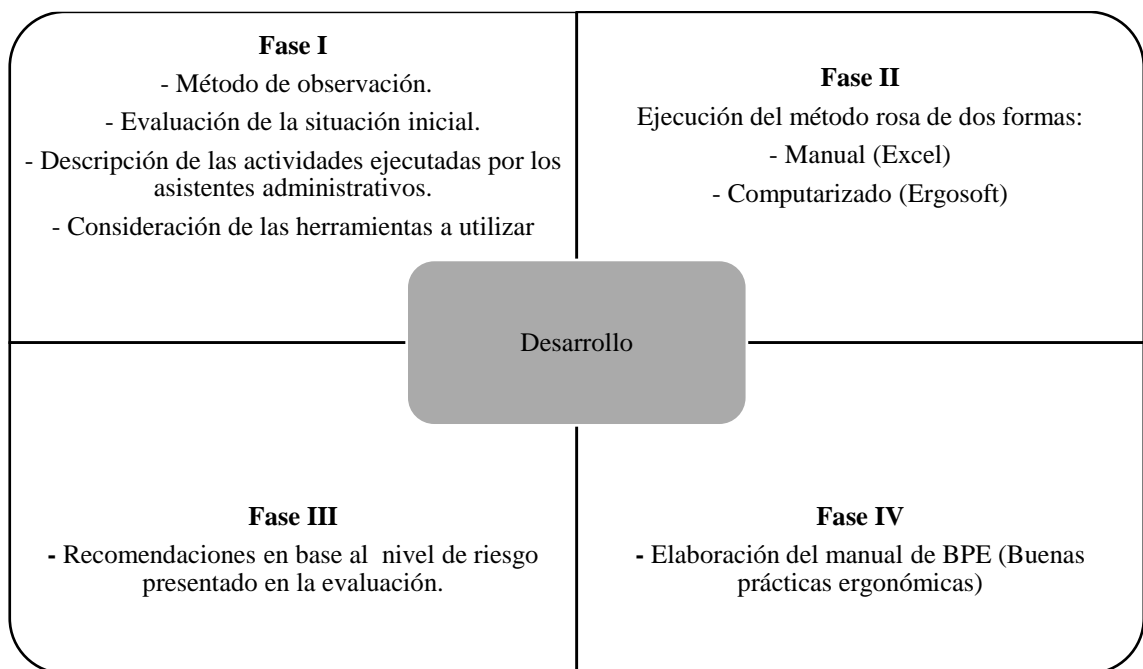 Fase I
- Método de observación.
- Evaluación de la situación inicial.
- Descripción de las actividades ejecutadas por los
asistentes administrativos.
- Consideración de las herramientas a utilizar
Fase II
Ejecución del método rosa de dos formas:
- Manual (Excel)
- Computarizado (Ergosoft)
Desarrollo
Fase III
- Recomendaciones en base al nivel de riesgo
presentado en la evaluación.
Fase IV
- Elaboración del manual de BPE (Buenas
prácticas ergonómicas)